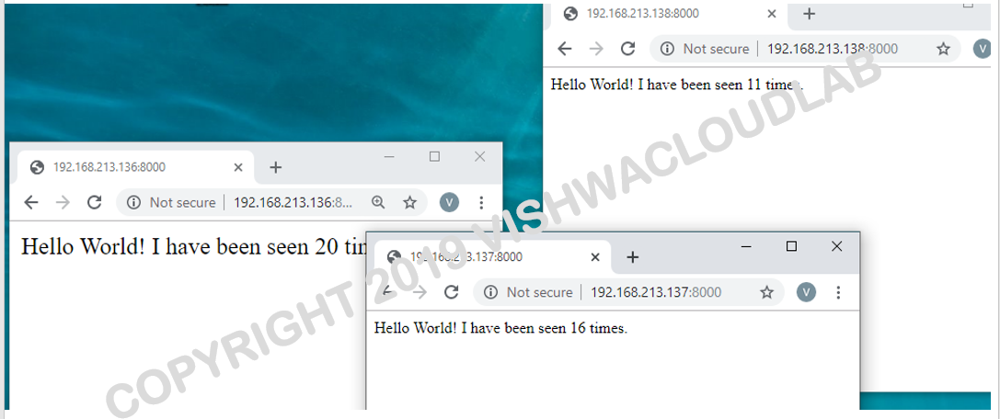 192.168.213.138:8000
Not secure 192.168.213.138:8000
V
Hello World! I have been seen 11 times.
192.168.213.136:8000
Not secure 192.168.213.136:8...
V
Hello World! I have been seen 20 tim
192.168.213.137:8000
Not secure 192.168.213.137:8000
V
Hello World! I have been seen 16 times.
COPYRIGHT 2019 VISHWACLOUDLAB